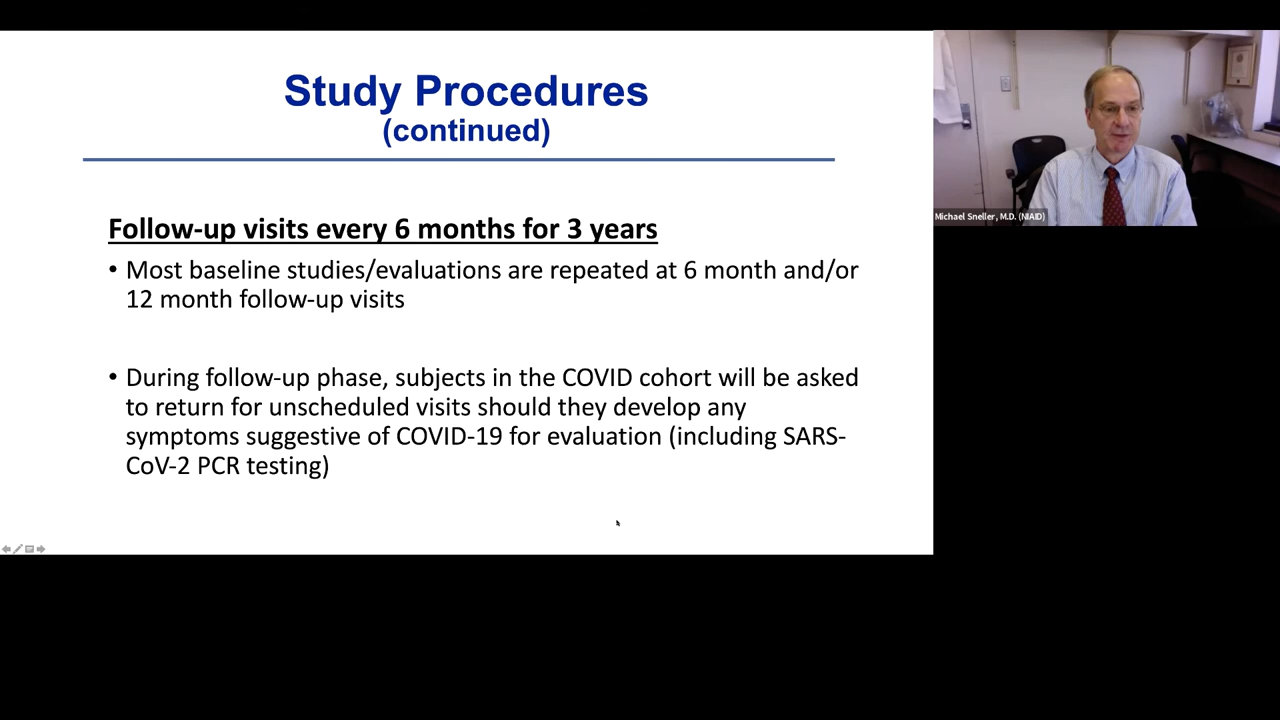 Study Procedures
(continued)
Follow-up visits every 6 months for 3 years
• Most baseline studies/evaluations are repeated at 6 month and/or
12 month follow-up visits
• During follow-up phase, subjects in the COVID cohort will be asked
to return for unscheduled visits should they develop any
symptoms suggestive of COVID-19 for evaluation (including SARS-
CoV-2 PCR testing)
Michael Sneller, M.D. (NIAID)